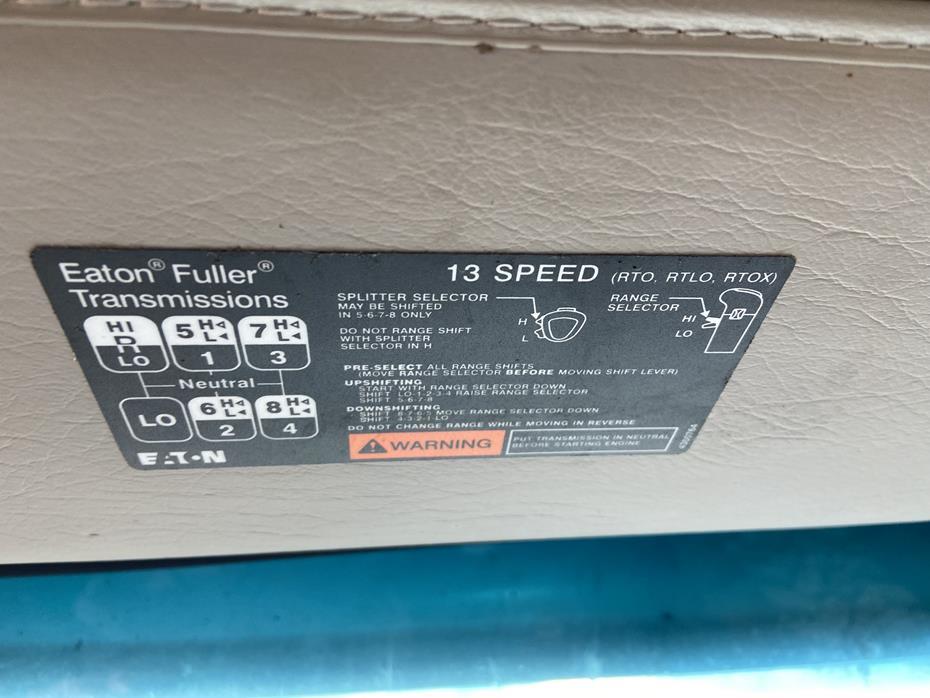 Eaton® Fuller®
Transmissions
HI
R
LO
5 H
L
1
7 H
L
3
Neutral
LO
6 H
L
2
8 H
L
4
EATON
13 SPEED (RTO, RTLO, RTOX)
SPLITTER SELECTOR
MAY BE SHIFTED
IN 5-6-7-8 ONLY
DO NOT RANGE SHIFT
WITH SPLITTER
SELECTOR IN H
H
L
RANGE
SELECTOR
HI
LO
PRE-SELECT ALL RANGE SHIFTS
(MOVE RANGE SELECTOR BEFORE MOVING SHIFT LEVER)
UPSHIFTING
START WITH RANGE SELECTOR DOWN
SHIFT LO-1-2-3-4 RAISE RANGE SELECTOR
SHIFT 5-6-7-8
DOWNSHIFTING
SHIFT 8-7-6-5 MOVE RANGE SELECTOR DOWN
SHIFT 4-3-2-1 LO
DO NOT CHANGE RANGE WHILE MOVING IN REVERSE
WARNING
PUT TRANSMISSION IN NEUTRAL
BEFORE STARTING ENGINE